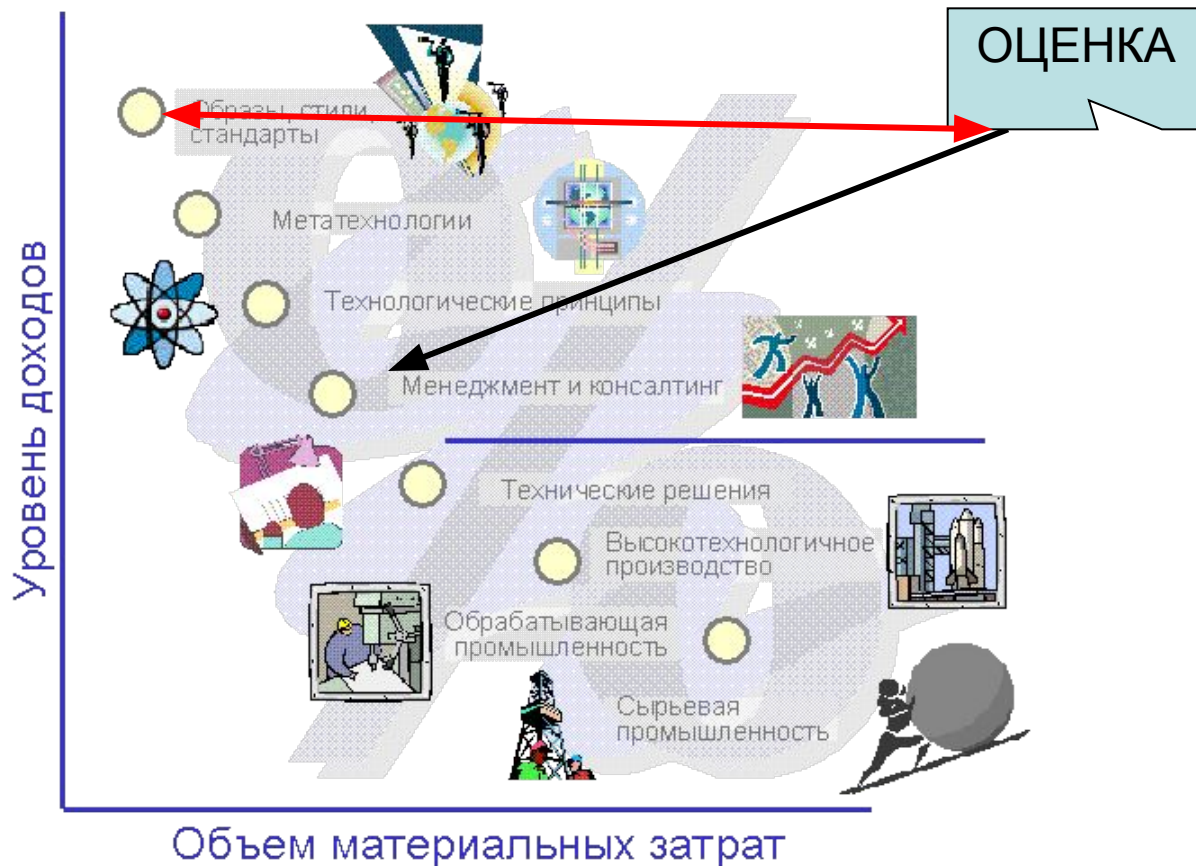 ОЦЕНКА
Образы, стили
стандарты
Метатехнологии
Технологические принципы
Менеджмент и консалтинг
Технические решения
Высокотехнологичное
производство
Обрабатывающая
промышленность
Сырьевая
промышленность
Уровень доходов
Объем материальных затрат